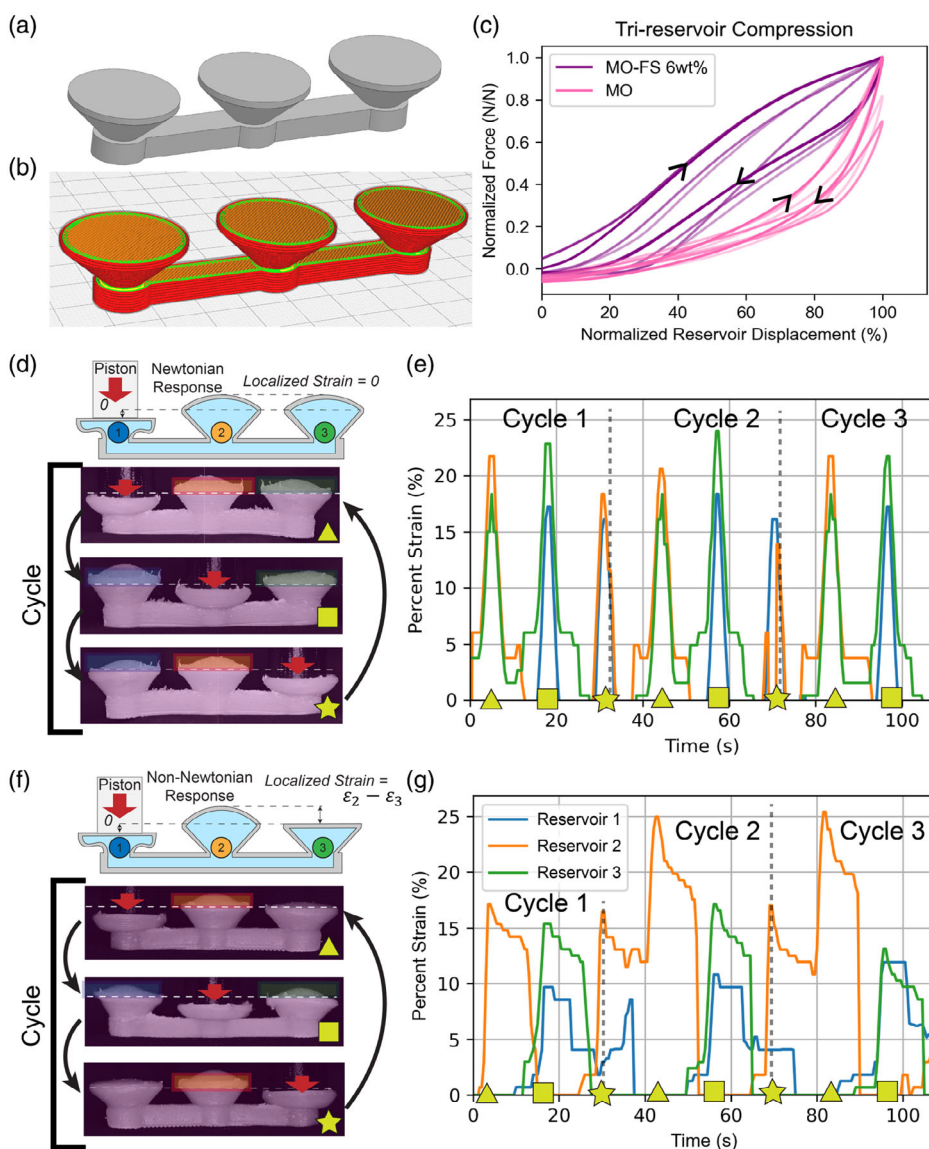 (a)
(b)
(c)
Tri-reservoir Compression
MO-FS 6wt%
MO
Normalized Force (N/N)
1.0
0.8
0.6
0.4
0.2
0.0
0 20 40 60 80 100
Normalized Reservoir Displacement (%)
(d)
Piston
0
Newtonian
Response
Localized Strain = 0
1 2 3
Cycle
(e)
Cycle 1 Cycle 2 Cycle 3
Percent Strain (%)
25
20
15
10
5
0
0 20 40 60 80 100
Time (s)
(f)
Piston
0
Non-Newtonian
Response
Localized Strain =
ε₂ − ε₃
1 2 3
Cycle
(g)
Reservoir 1
Reservoir 2
Reservoir 3
Cycle 1 Cycle 2 Cycle 3
Percent Strain (%)
25
20
15
10
5
0
0 20 40 60 80 100
Time (s)